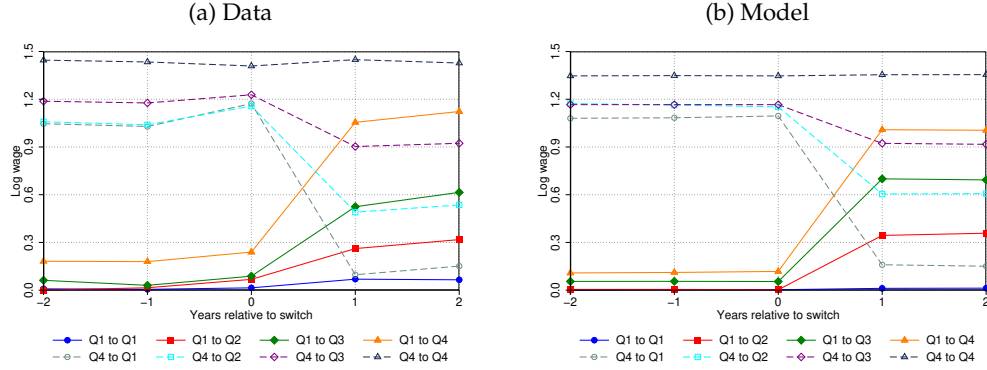 (a) Data
(b) Model
Log wage
1.5
1.2
0.9
0.6
0.3
0.0
−2
−1
0
1
2
Years relative to switch
Q1 to Q1
Q1 to Q2
Q1 to Q3
Q1 to Q4
Q4 to Q1
Q4 to Q2
Q4 to Q3
Q4 to Q4
Log wage
1.5
1.2
0.9
0.6
0.3
0.0
−2
−1
0
1
2
Years relative to switch
Q1 to Q1
Q1 to Q2
Q1 to Q3
Q1 to Q4
Q4 to Q1
Q4 to Q2
Q4 to Q3
Q4 to Q4